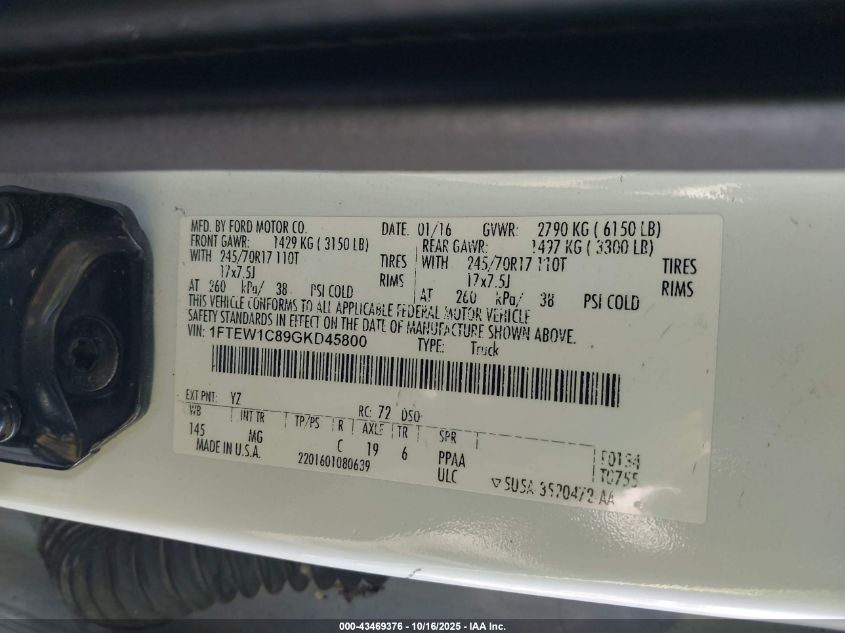 MFD. BY FORD MOTOR CO. DATE: 01/16 GVWR: 2790 KG ( 6150 LB)
FRONT GAWR: 1429 KG ( 3150 LB) REAR GAWR: 1497 KG ( 3300 LB)
WITH 245/70R17 110T TIRES WITH 245/70R17 110T TIRES
17x7.5J RIMS 17x7.5J RIMS
AT 260 kPa/ 38 PSI COLD AT 260 kPa/ 38 PSI COLD
THIS VEHICLE CONFORMS TO ALL APPLICABLE FEDERAL MOTOR VEHICLE
SAFETY STANDARDS IN EFFECT ON THE DATE OF MANUFACTURE SHOWN ABOVE.
VIN: 1FTEW1C89GKD45800 TYPE: Truck
EXT PNT: YZ RC: 72 DSO:
WB INT TR TP/PS R AXLE TR SPR
145 MG C 19 6 PPAA F0134
MADE IN U.S.A. 2201601080639 ULC T0755
▽ 5U5A-3520472-AA
000-43469376 - 10/16/2025 - IAA Inc.